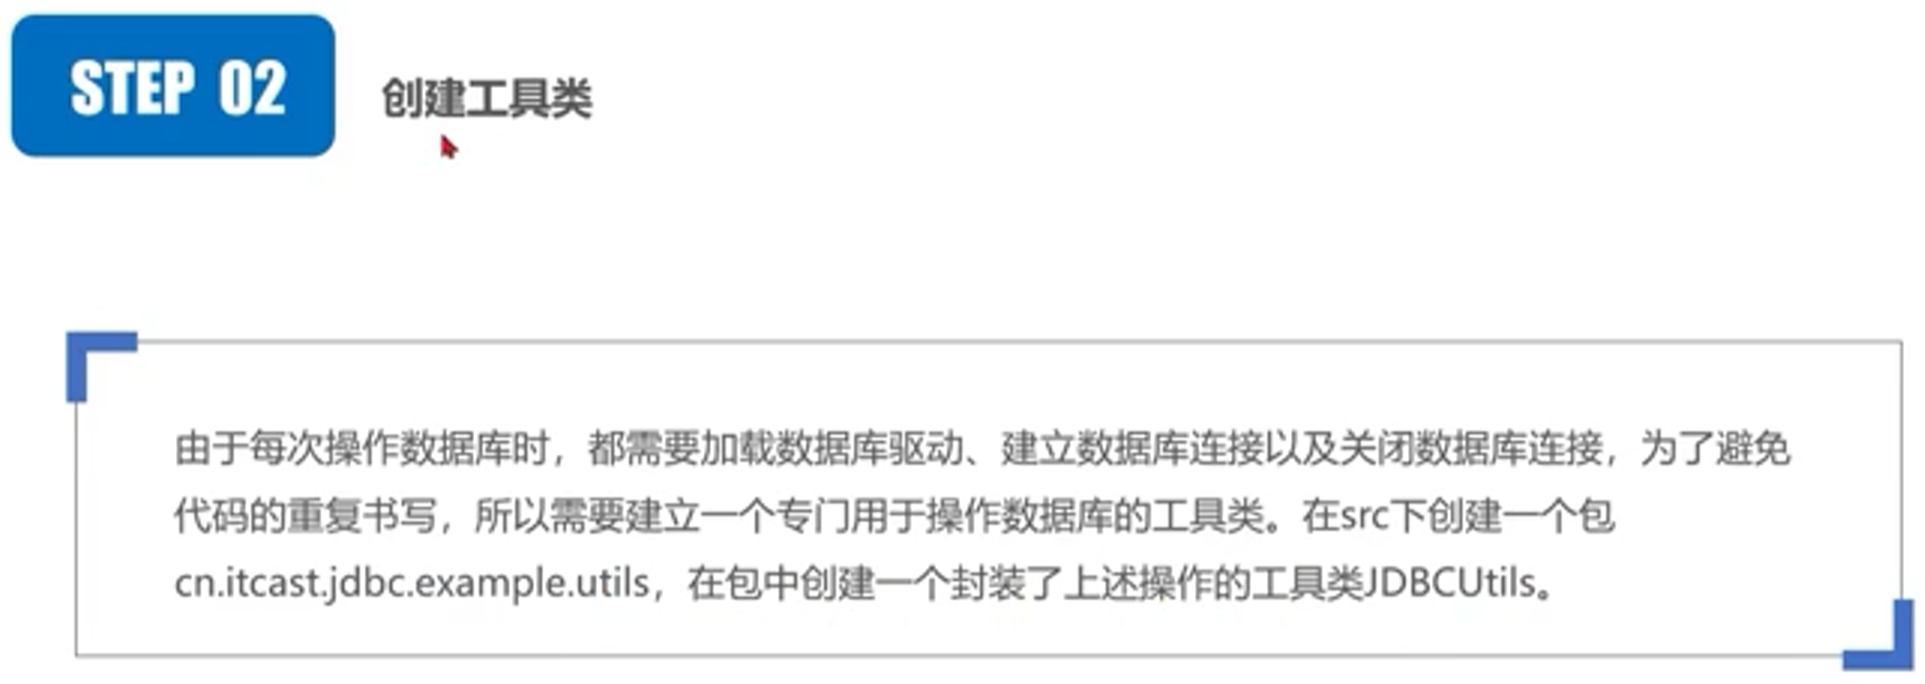 STEP 02
创建工具类
由于每次操作数据库时，都需要加载数据库驱动、建立数据库连接以及关闭数据库连接，为了避免
代码的重复书写，所以需要建立一个专门用于操作数据库的工具类。在src下创建一个包
cn.itcast.jdbc.example.utils，在包中创建一个封装了上述操作的工具类JDBCUtils。